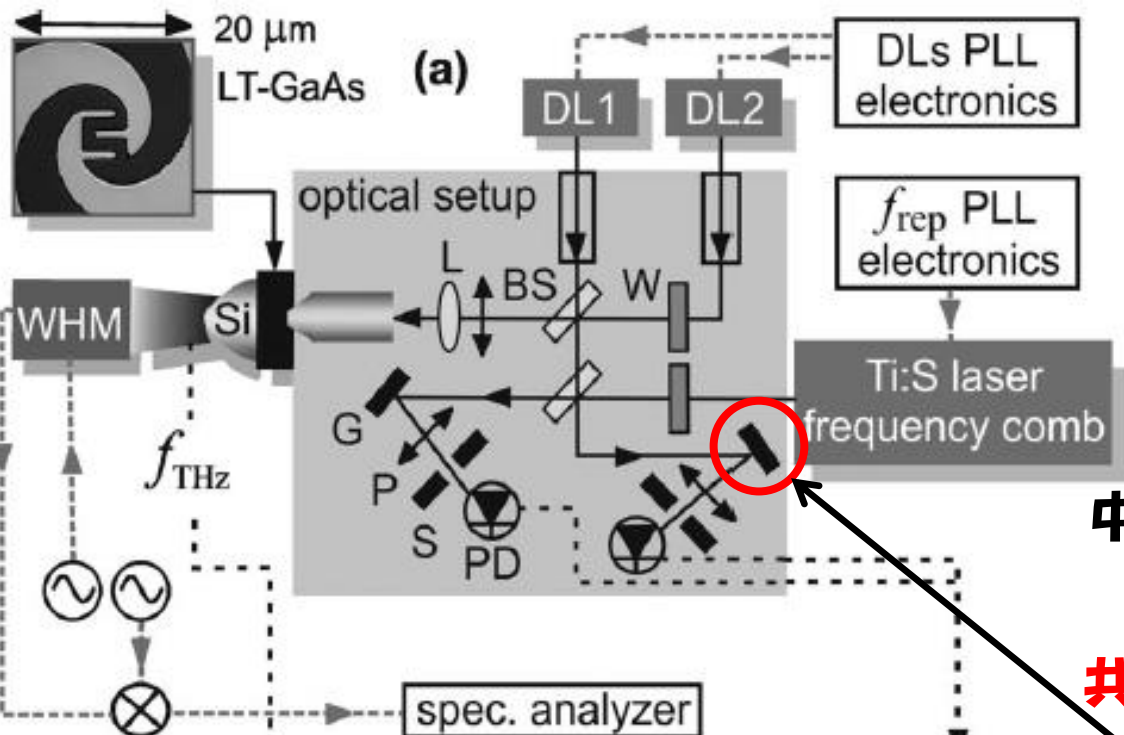 20 μm
LT-GaAs
(a)
DL1
DL2
DLs PLL
electronics
optical setup
f_rep PLL
electronics
L
BS
W
WHM
Si
Ti:S laser
frequency comb
G
P
S
PD
f_THz
spec. analyzer
共